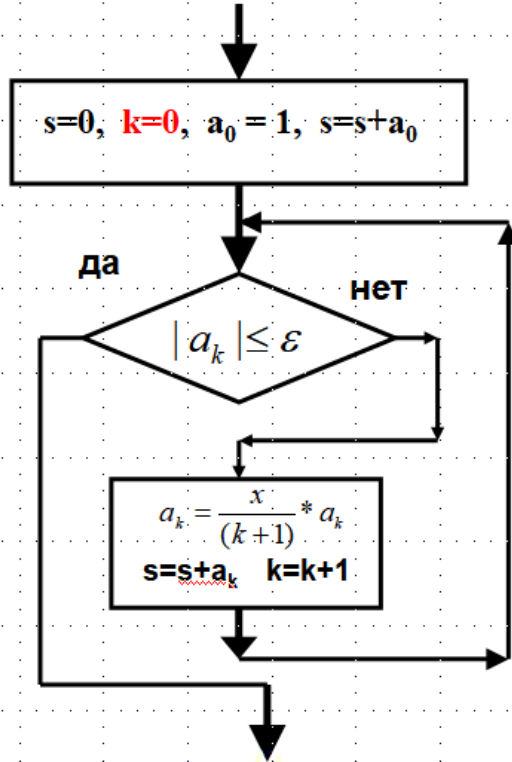 s=0, k=0, a₀ = 1, s=s+a₀
да
нет
| aₖ |≤ ε
aₖ = x/(k+1) * aₖ
s=s+aₖ k=k+1